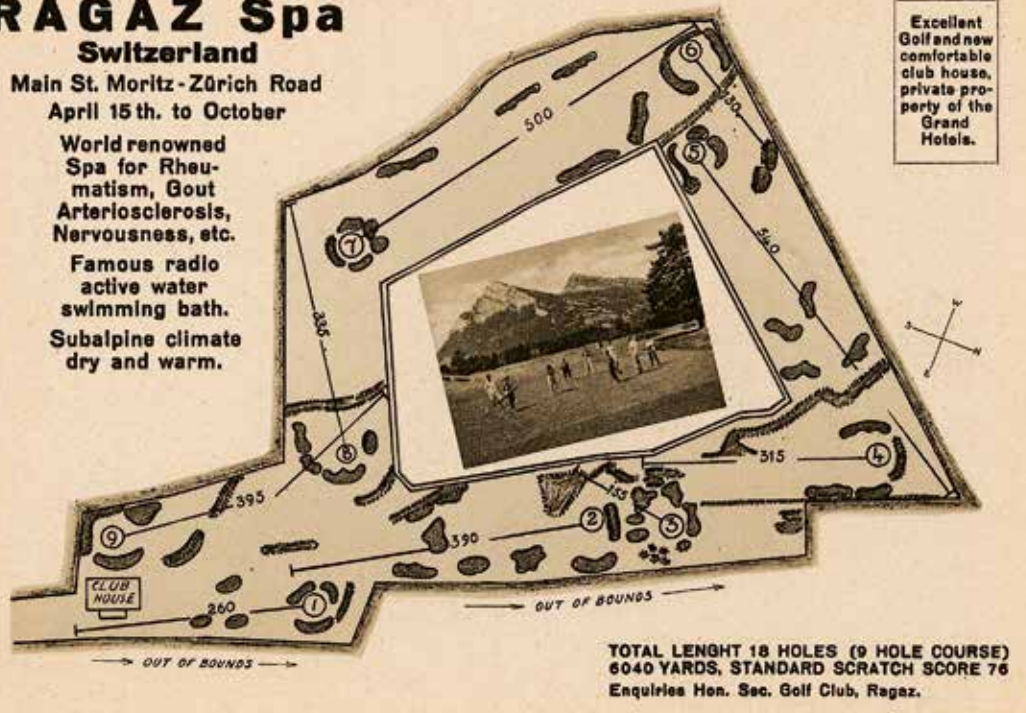 RAGAZ Spa
Switzerland
Main St. Moritz - Zürich Road
April 15th. to October
World renowned
Spa for Rheu-
matism, Gout
Arteriosclerosis,
Nervousness, etc.
Famous radio
active water
swimming bath.
Subalpine climate
dry and warm.
Excellent
Golf and new
comfortable
club house,
private pro-
perty of the
Grand
Hotels.
6
130
500
5
7
540
335
S
N
8
315
4
395
155
9
390
2
3
CLUB
HOUSE
260
1
OUT OF BOUNDS
OUT OF BOUNDS
TOTAL LENGHT 18 HOLES (9 HOLE COURSE)
6040 YARDS, STANDARD SCRATCH SCORE 76
Enquiries Hon. Sec. Golf Club, Ragaz.